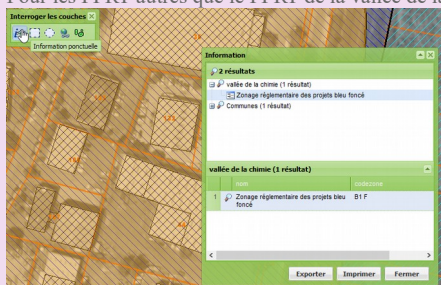 Pour les PPRT autres que le PPRT de la vallée de la
Interroger les couches
Information ponctuelle
Information
2 résultats
vallée de la chimie (1 résultat)
Zonage réglementaire des projets bleu foncé
Communes (1 résultat)
vallée de la chimie (1 résultat)
nom codezone
1 Zonage réglementaire des projets bleu B1 F
foncé
Exporter Imprimer Fermer